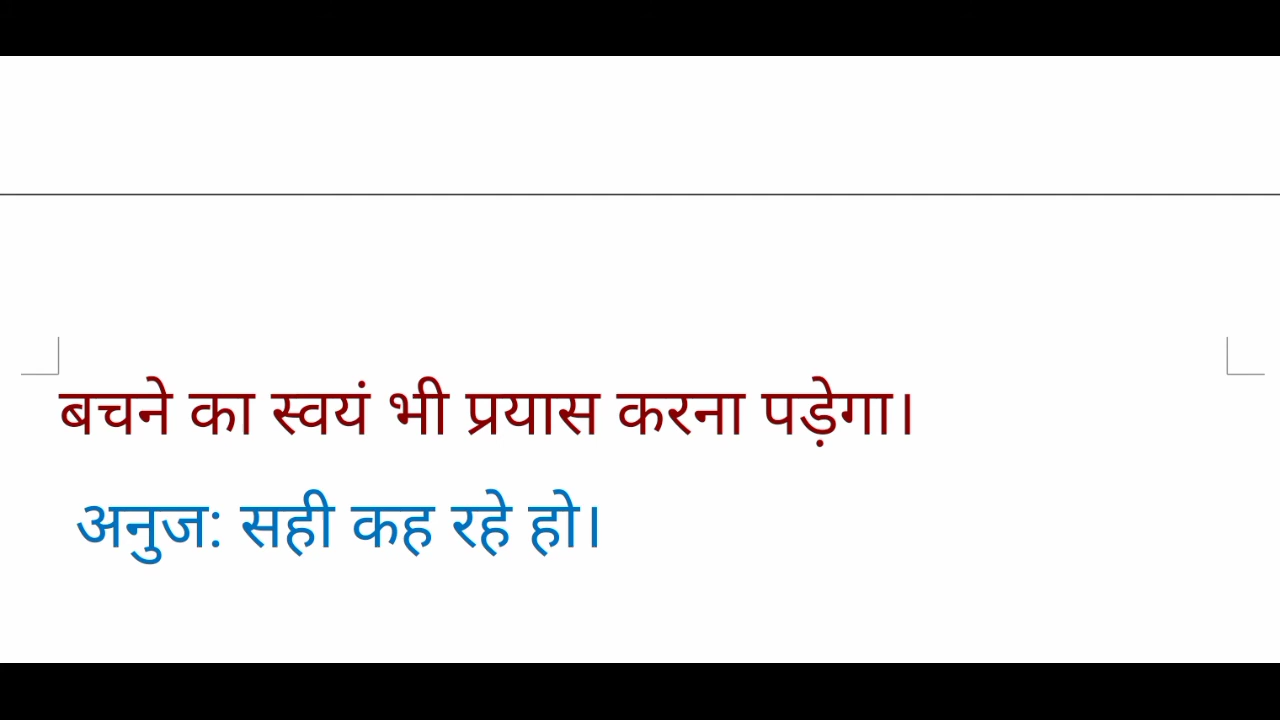 बचने का स्वयं भी प्रयास करना पड़ेगा।
अनुज: सही कह रहे हो।